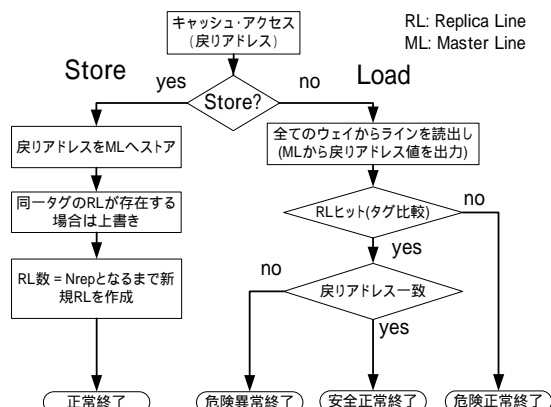 キャッシュ・アクセス
(戻りアドレス)
RL: Replica Line
ML: Master Line
Store
yes
no
Load
Store?
戻りアドレスをMLへストア
全てのウェイからラインを読出し
(MLから戻りアドレス値を出力)
同一タグのRLが存在する
場合は上書き
RLヒット(タグ比較)
no
yes
RL数 = Nrepとなるまで新
規RLを作成
no
戻りアドレス一致
yes
正常終了
危険異常終了
安全正常終了
危険正常終了